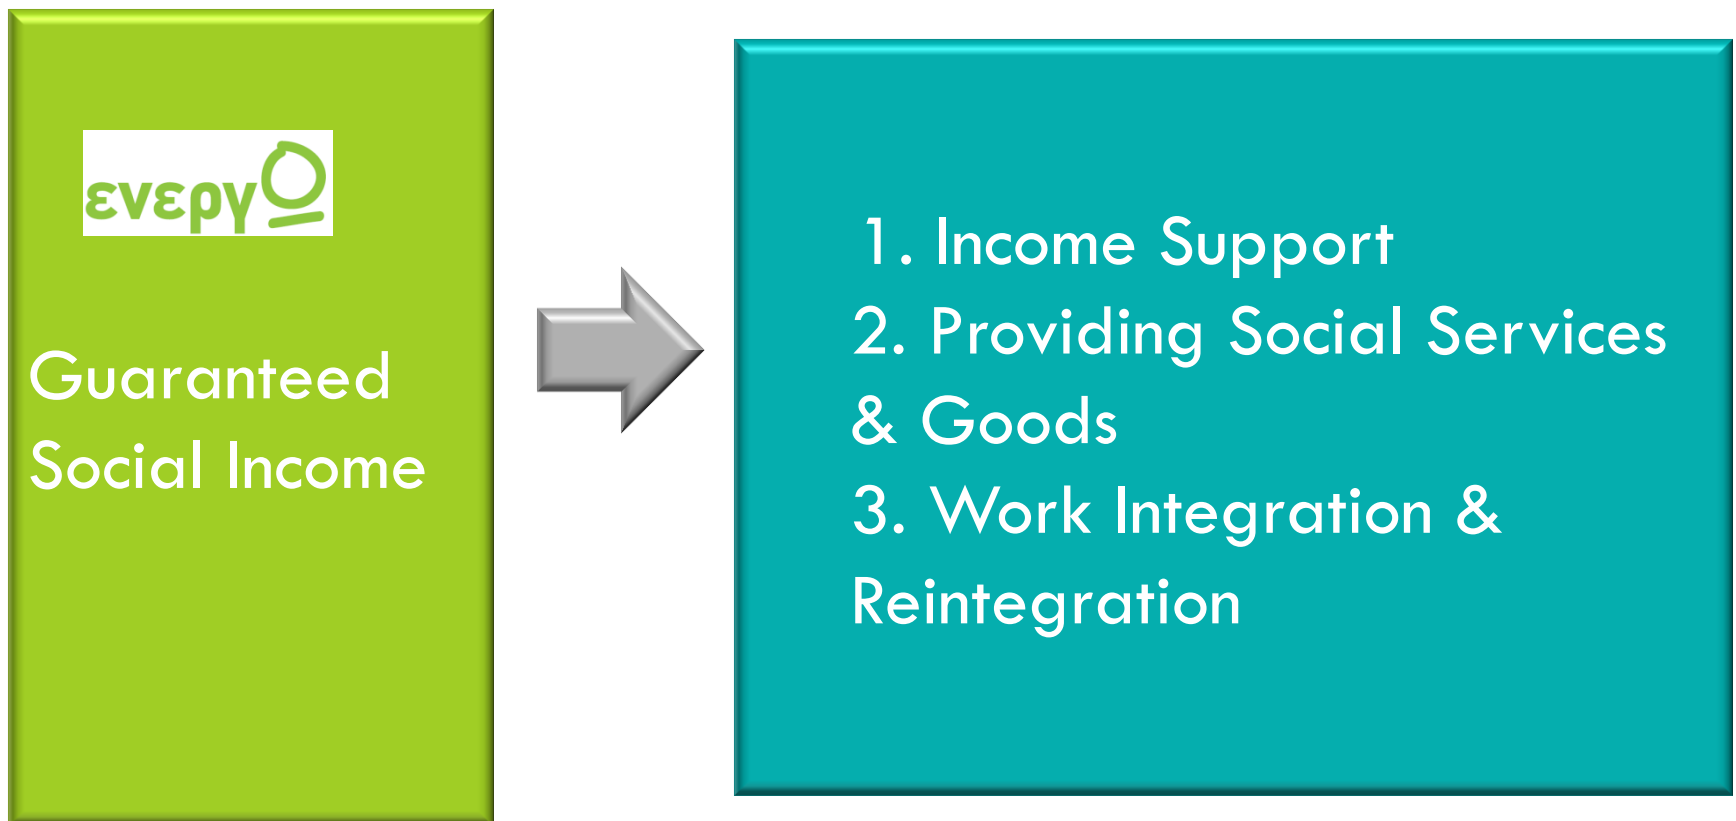 ενεργΩ
Guaranteed
Social Income
1. Income Support
2. Providing Social Services
& Goods
3. Work Integration &
Reintegration